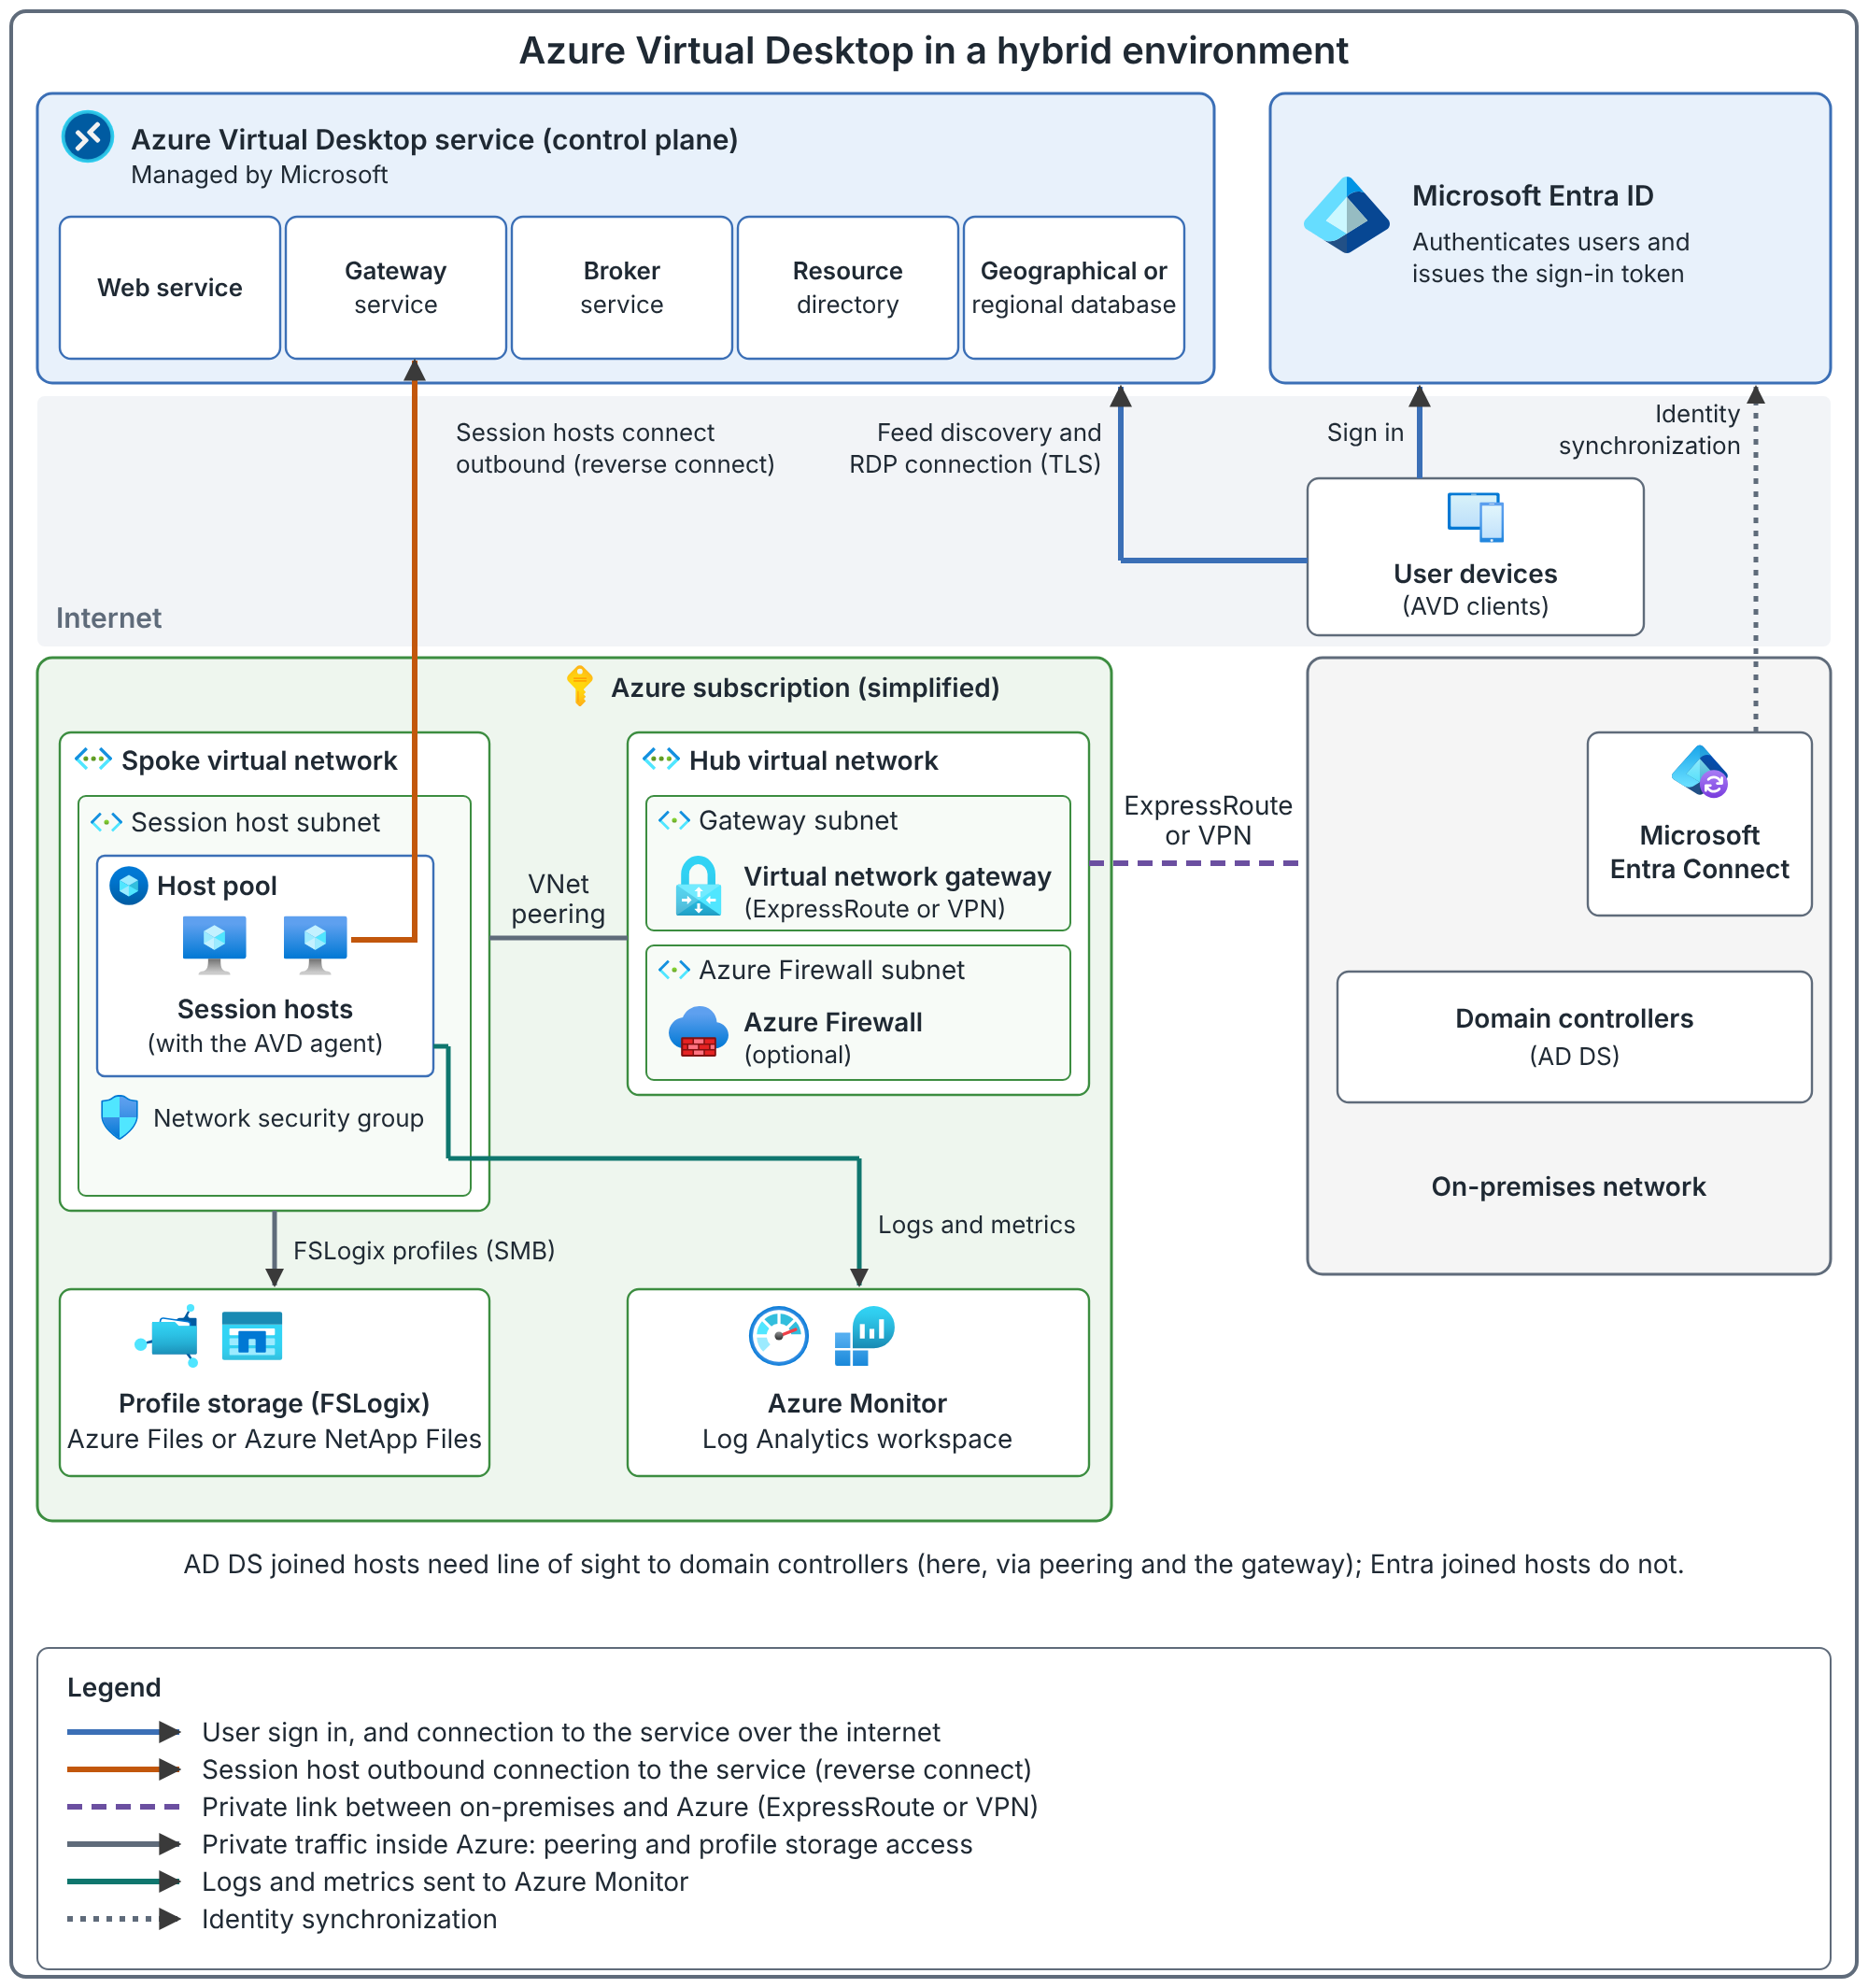 Azure Virtual Desktop in a hybrid environment
Azure Virtual Desktop service (control plane)
Managed by Microsoft
Web service
Gateway
service
Broker
service
Resource
directory
Geographical or
regional database
Microsoft Entra ID
Authenticates users and
issues the sign-in token
Session hosts connect
outbound (reverse connect)
Feed discovery and
RDP connection (TLS)
Sign in
Identity
synchronization
User devices
(AVD clients)
Internet
Azure subscription (simplified)
Spoke virtual network
Session host subnet
Host pool
Session hosts
(with the AVD agent)
Network security group
VNet
peering
Hub virtual network
Gateway subnet
Virtual network gateway
(ExpressRoute or VPN)
Azure Firewall subnet
Azure Firewall
(optional)
ExpressRoute
or VPN
Microsoft
Entra Connect
Domain controllers
(AD DS)
On-premises network
FSLogix profiles (SMB)
Logs and metrics
Profile storage (FSLogix)
Azure Files or Azure NetApp Files
Azure Monitor
Log Analytics workspace
AD DS joined hosts need line of sight to domain controllers (here, via peering and the gateway); Entra joined hosts do not.
Legend
User sign in, and connection to the service over the internet
Session host outbound connection to the service (reverse connect)
Private link between on-premises and Azure (ExpressRoute or VPN)
Private traffic inside Azure: peering and profile storage access
Logs and metrics sent to Azure Monitor
Identity synchronization